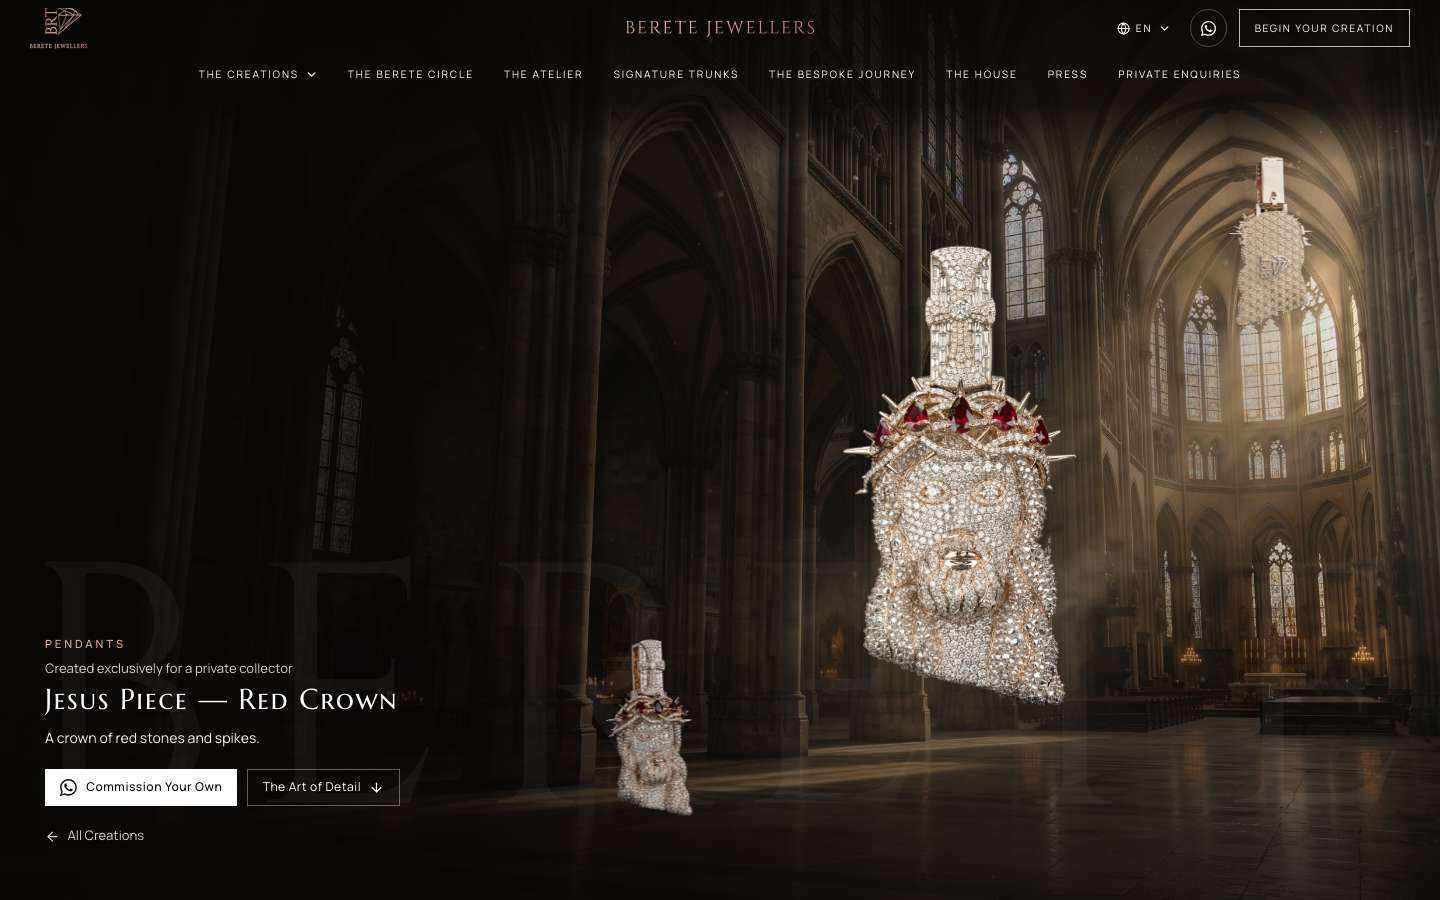 BRT
BERETE JEWELLERS
BERETE JEWELLERS
EN
BEGIN YOUR CREATION
THE CREATIONS
THE BERETE CIRCLE
THE ATELIER
SIGNATURE TRUNKS
THE BESPOKE JOURNEY
THE HOUSE
PRESS
PRIVATE ENQUIRIES
PENDANTS
Created exclusively for a private collector
Jesus Piece — Red Crown
A crown of red stones and spikes.
Commission Your Own
The Art of Detail
All Creations